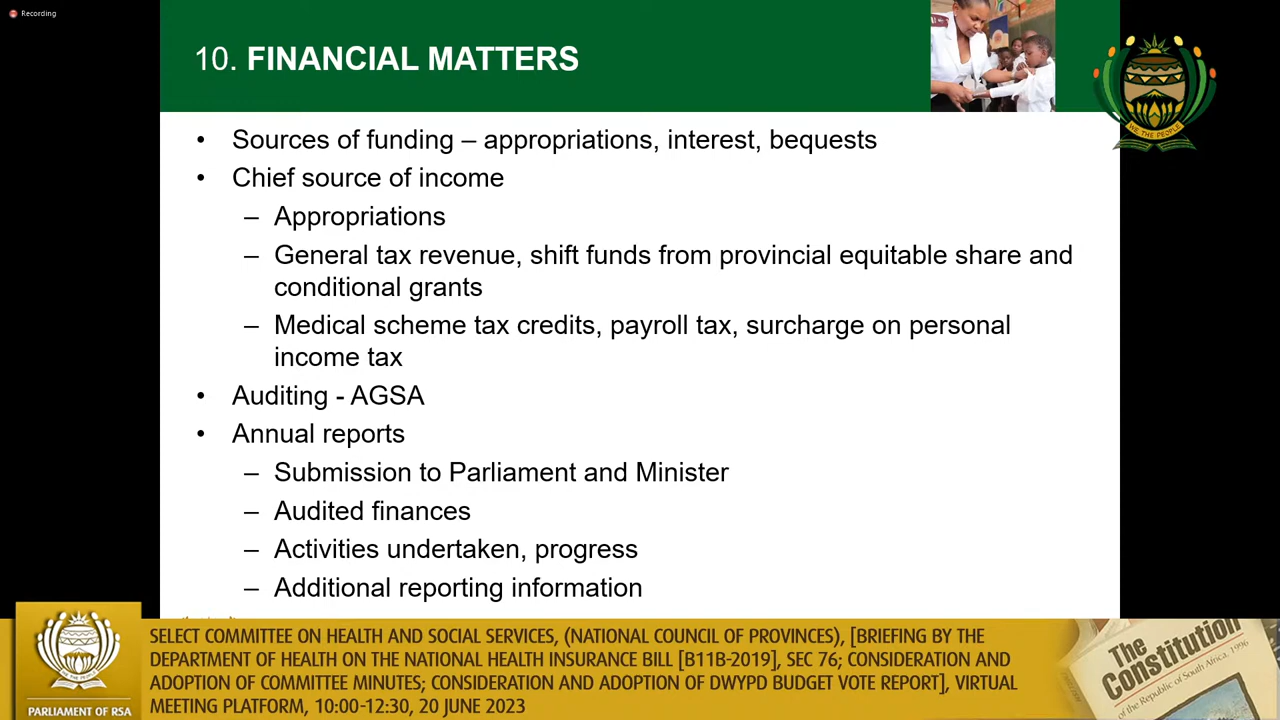 Recording
10. FINANCIAL MATTERS
WE, THE PEOPLE
• Sources of funding – appropriations, interest, bequests
• Chief source of income
– Appropriations
– General tax revenue, shift funds from provincial equitable share and
conditional grants
– Medical scheme tax credits, payroll tax, surcharge on personal
income tax
• Auditing - AGSA
• Annual reports
– Submission to Parliament and Minister
– Audited finances
– Activities undertaken, progress
– Additional reporting information
PARLIAMENT OF RSA
SELECT COMMITTEE ON HEALTH AND SOCIAL SERVICES, (NATIONAL COUNCIL OF PROVINCES), [BRIEFING BY THE
DEPARTMENT OF HEALTH ON THE NATIONAL HEALTH INSURANCE BILL [B11B-2019], SEC 76; CONSIDERATION AND
ADOPTION OF COMMITTEE MINUTES; CONSIDERATION AND ADOPTION OF DWYPD BUDGET VOTE REPORT], VIRTUAL
MEETING PLATFORM, 10:00-12:30, 20 JUNE 2023
The
Constitution
of the Republic of South Africa, 1996